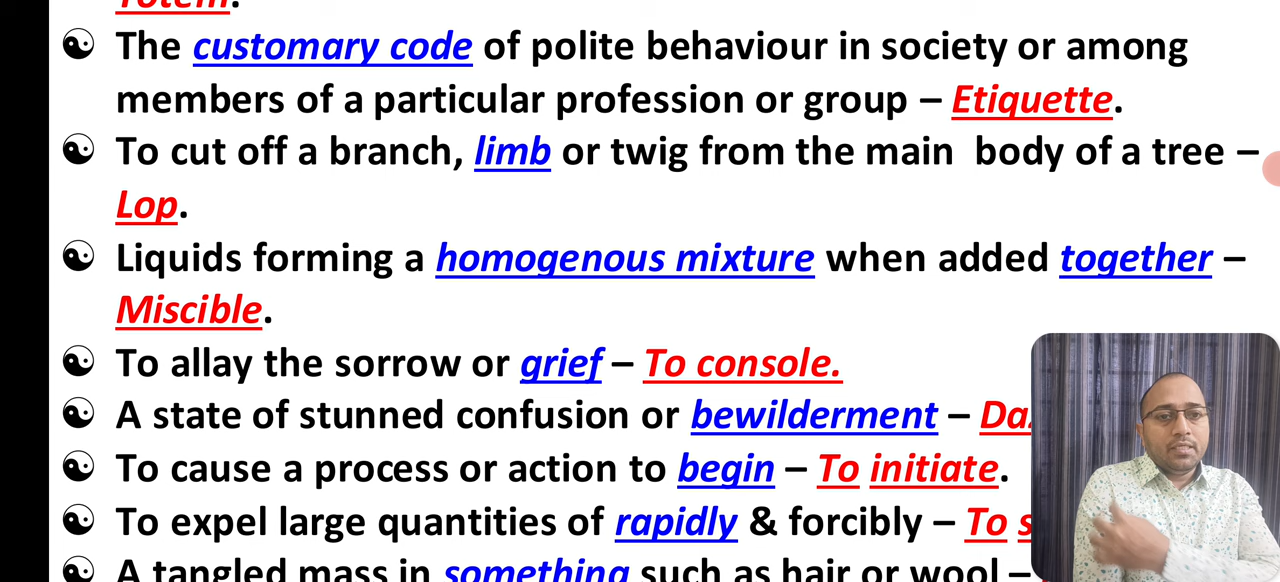 Totem.
☯ The customary code of polite behaviour in society or among
members of a particular profession or group – Etiquette.
☯ To cut off a branch, limb or twig from the main body of a tree –
Lop.
☯ Liquids forming a homogenous mixture when added together –
Miscible.
☯ To allay the sorrow or grief – To console.
☯ A state of stunned confusion or bewilderment –
☯ To cause a process or action to begin – To initiate.
☯ To expel large quantities of rapidly & forcibly – To
☯ A tangled mass in something such as hair or wool –